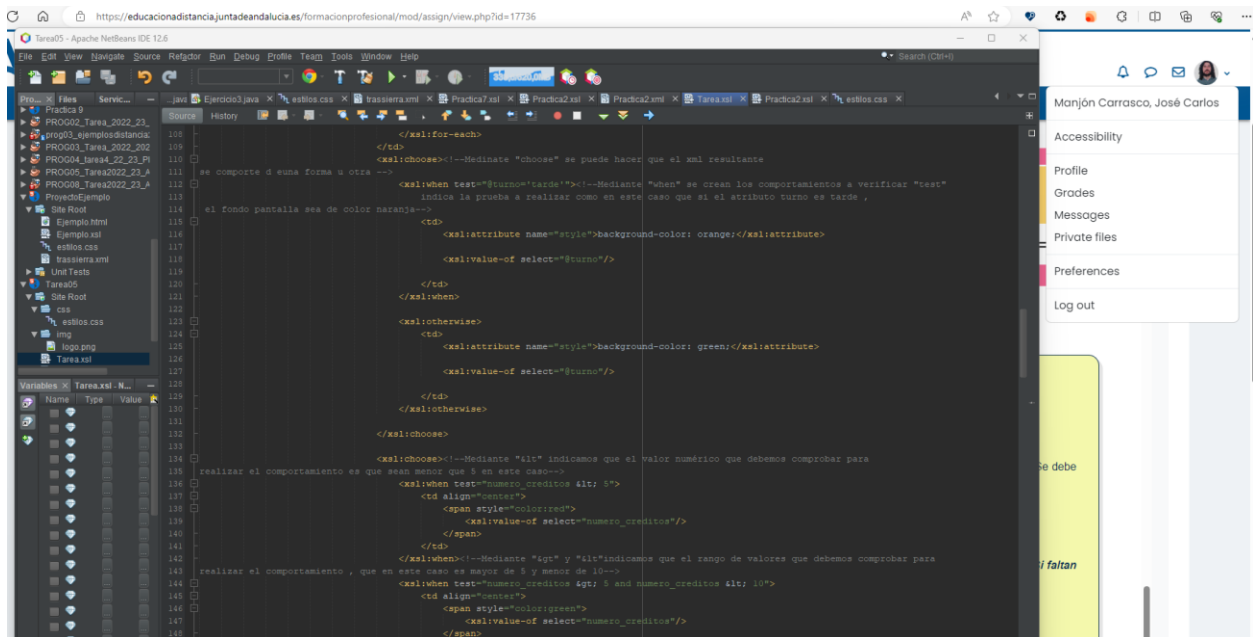 https://educacionadistancia.juntadeandalucia.es/formacionprofesional/mod/assign/view.php?id=17736
Tarea05 - Apache NetBeans IDE 12.6
File Edit View Navigate Source Refactor Run Debug Profile Team Tools Window Help
Search (Ctrl+I)
Pro... Files Servic...
...java Ejercicio3.java estilos.css trassierra.xml Practica7.xsl Practica2.xsl Practica2.xml Tarea.xsl Practica2.xsl estilos.css
Source History
Practica 9
PROG02_Tarea_2022_23_
prog03_ejemplosdistancia:
PROG03_Tarea_2022_202
PROG04_tarea4_22_23_Pl
PROG05_Tarea2022_23_A
PROG08_Tarea2022_23_A
ProyectoEjemplo
Site Root
Ejemplo.html
Ejemplo.xsl
estilos.css
trassierra.xml
Unit Tests
Tarea05
Site Root
css
estilos.css
img
logo.png
Tarea.xsl
Variables Tarea.xsl - N...
Name Type Value
108 </xsl:for-each>
109 </td>
110 <xsl:choose><!--Medinate "choose" se puede hacer que el xml resultante
111 se comporte d euna forma u otra -->
112 <xsl:when test="@turno='tarde'"><!--Mediante "when" se crean los comportamientos a verificar "test"
113 indica la prueba a realizar como en este caso que si el atributo turno es tarde ,
114 el fondo pantalla sea de color naranja-->
115 <td>
116 <xsl:attribute name="style">background-color: orange;</xsl:attribute>
117
118 <xsl:value-of select="@turno"/>
119
120 </td>
121 </xsl:when>
122
123 <xsl:otherwise>
124 <td>
125 <xsl:attribute name="style">background-color: green;</xsl:attribute>
126
127 <xsl:value-of select="@turno"/>
128
129 </td>
130 </xsl:otherwise>
131
132 </xsl:choose>
133
134 <xsl:choose><!--Mediante "&lt" indicamos que el valor numérico que debemos comprobar para
135 realizar el comportamiento es que sean menor que 5 en este caso-->
136 <xsl:when test="numero_creditos &lt; 5">
137 <td align="center">
138 <span style="color:red">
139 <xsl:value-of select="numero_creditos"/>
140 </span>
141 </td>
142 </xsl:when><!--Mediante "&gt" y "&lt"indicamos que el rango de valores que debemos comprobar para
143 realizar el comportamiento , que en este caso es mayor de 5 y menor de 10-->
144 <xsl:when test="numero_creditos &gt; 5 and numero_creditos &lt; 10">
145 <td align="center">
146 <span style="color:green">
147 <xsl:value-of select="numero_creditos"/>
148 </span>
Manjón Carrasco, José Carlos
Accessibility
Profile
Grades
Messages
Private files
Preferences
Log out
Se debe
Si faltan